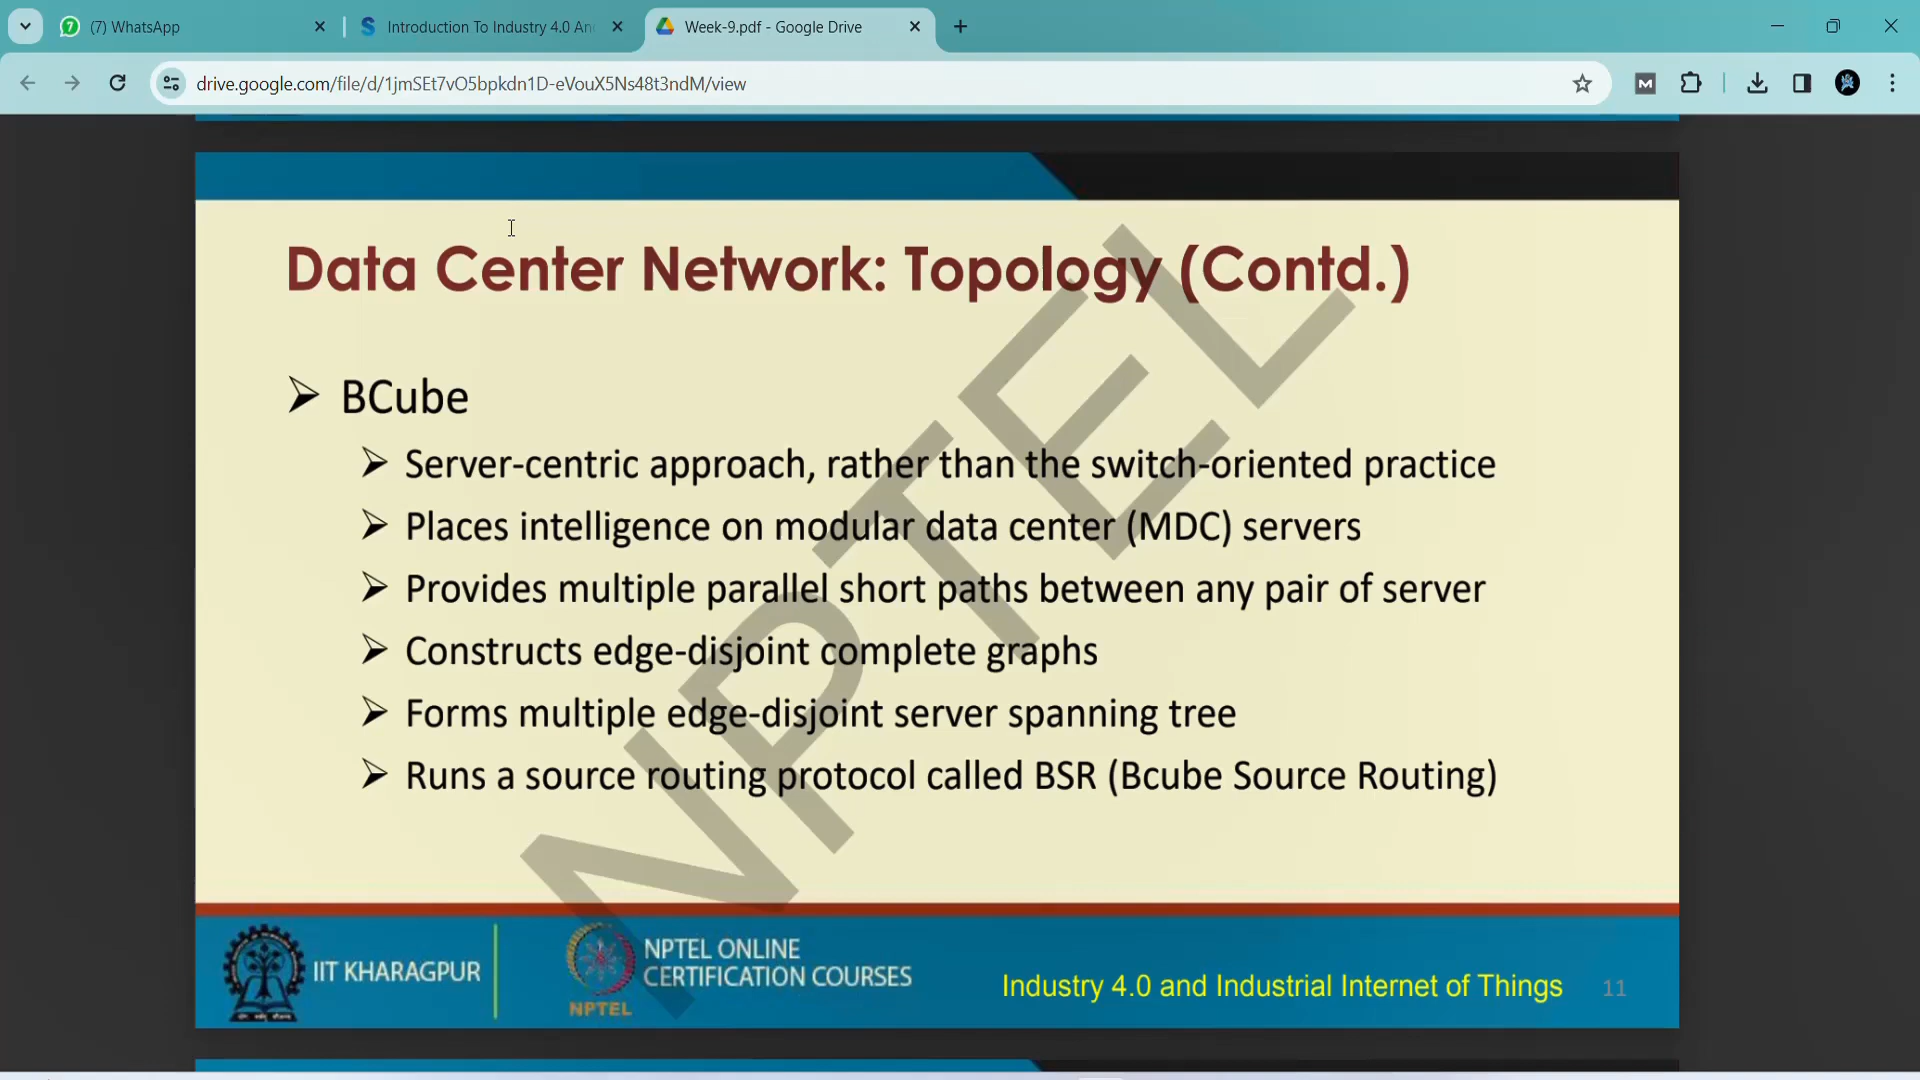 (7) WhatsApp
Introduction To Industry 4.0 An
Week-9.pdf - Google Drive
drive.google.com/file/d/1jmSEt7vO5bpkdn1D-eVouX5Ns48t3ndM/view
Data Center Network: Topology (Contd.)
BCube
Server-centric approach, rather than the switch-oriented practice
Places intelligence on modular data center (MDC) servers
Provides multiple parallel short paths between any pair of server
Constructs edge-disjoint complete graphs
Forms multiple edge-disjoint server spanning tree
Runs a source routing protocol called BSR (Bcube Source Routing)
NPTEL
IIT KHARAGPUR
NPTEL
NPTEL ONLINE
CERTIFICATION COURSES
Industry 4.0 and Industrial Internet of Things
11